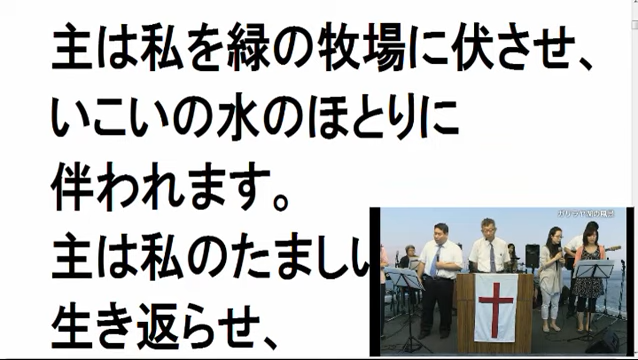 主は私を緑の牧場に伏させ、
いこいの水のほとりに
伴われます。
主は私のたましい
生き返らせ、